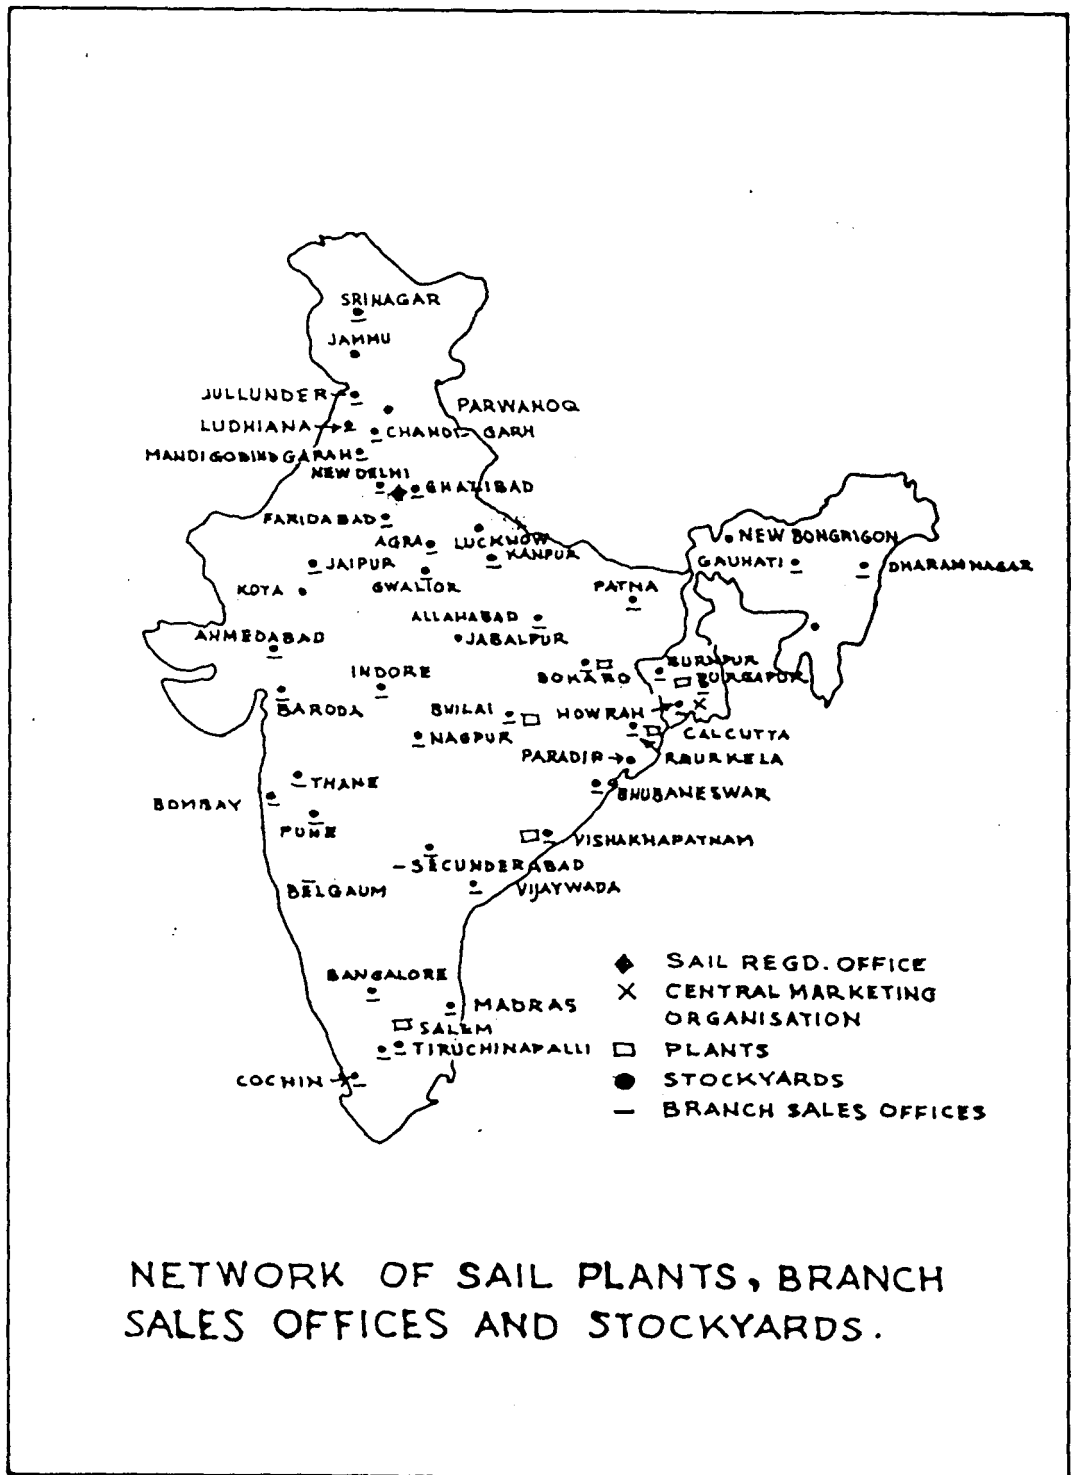 SRINAGAR
JAMMU
JULLUNDER
PARWANOO
LUDHIANA
CHANDIGARH
MANDIGOBINDGARAH
NEW DELHI
GHAZIBAD
FARIDABAD
AGRA
LUCKNOW
KANPUR
NEW BONGRIGON
JAIPUR
GWALIOR
GAUHATI
DHARAMNAGAR
KOTA
PATNA
ALLAHABAD
JABALPUR
AHMEDABAD
INDORE
BOKARO
BURNPUR
DURGAPUR
BARODA
BHILAI
HOWRAH
NAGPUR
CALCUTTA
PARADIP
ROURKELA
THANE
BHUBANESWAR
BOMBAY
PUNE
VISHAKHAPATNAM
SECUNDERABAD
BELGAUM
VIJAYWADA
BANGALORE
MADRAS
SALEM
TIRUCHINAPALLI
COCHIN
SAIL REGD. OFFICE
CENTRAL MARKETING
ORGANISATION
PLANTS
STOCKYARDS
BRANCH SALES OFFICES
NETWORK OF SAIL PLANTS, BRANCH
SALES OFFICES AND STOCKYARDS.